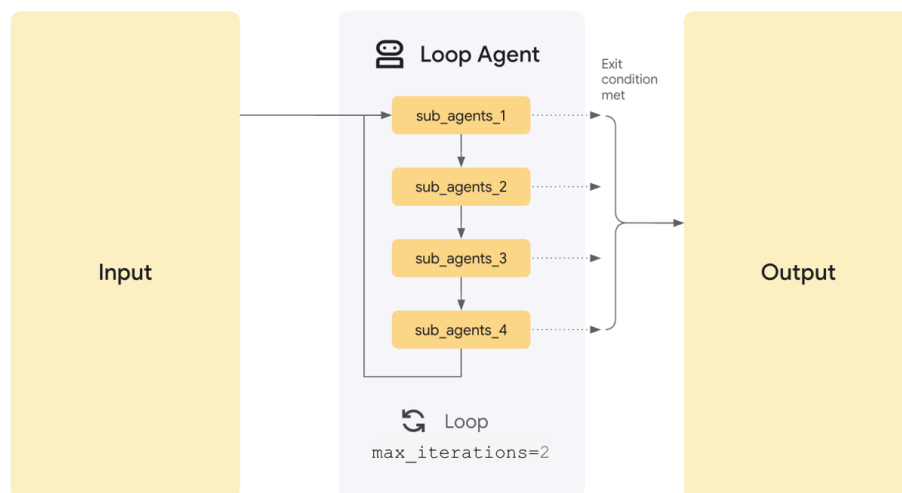 Input
Loop Agent
sub_agents_1
sub_agents_2
sub_agents_3
sub_agents_4
Loop
max_iterations=2
Exit
condition
met
Output